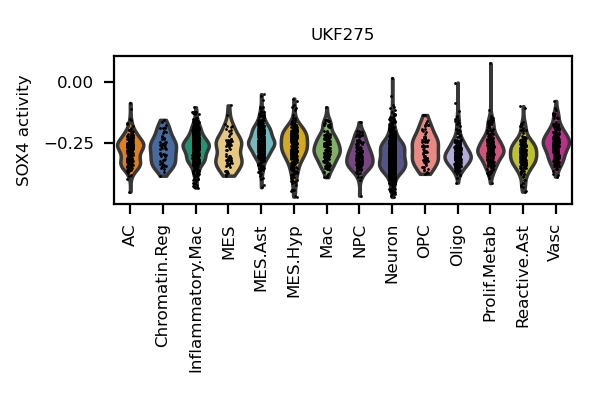 UKF275
SOX4 activity
0.00
−0.25
AC
Chromatin.Reg
Inflammatory.Mac
MES
MES.Ast
MES.Hyp
Mac
NPC
Neuron
OPC
Oligo
Prolif.Metab
Reactive.Ast
Vasc